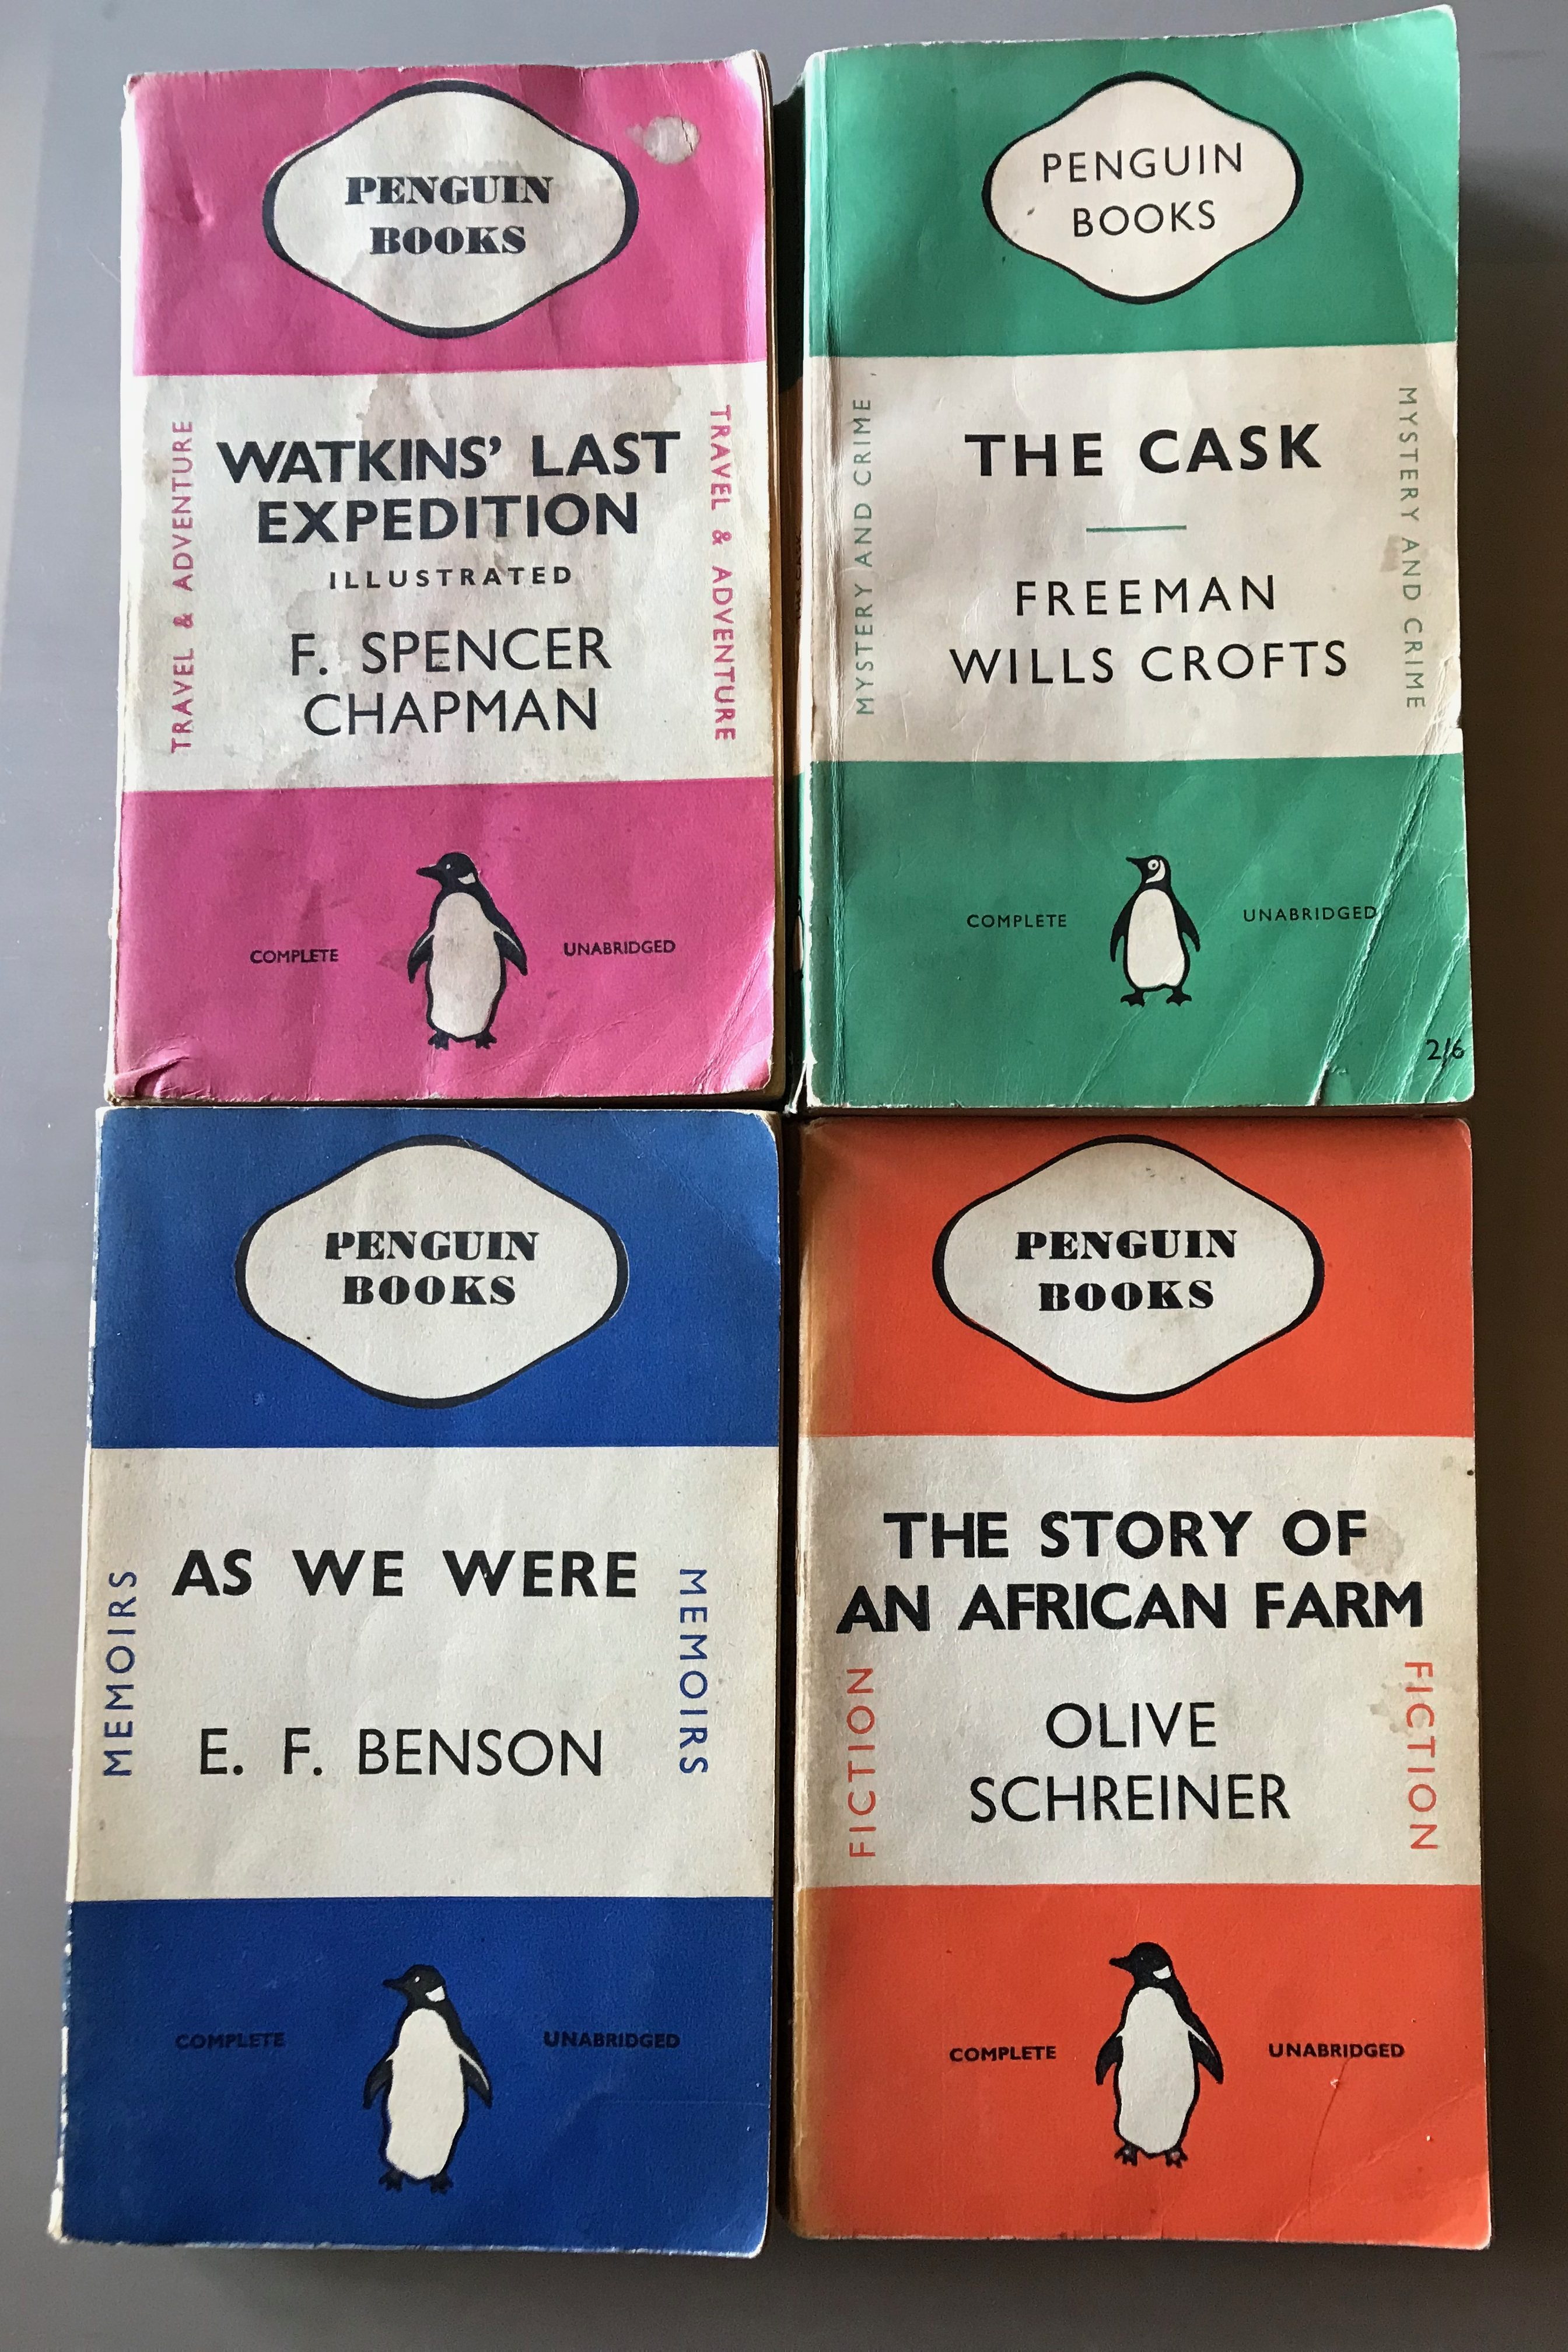 PENGUIN
BOOKS
TRAVEL & ADVENTURE
WATKINS' LAST
EXPEDITION
ILLUSTRATED
F. SPENCER
CHAPMAN
TRAVEL & ADVENTURE
COMPLETE
UNABRIDGED
PENGUIN
BOOKS
MYSTERY AND CRIME
THE CASK
FREEMAN
WILLS CROFTS
MYSTERY AND CRIME
COMPLETE
UNABRIDGED
2/6
PENGUIN
BOOKS
MEMOIRS
AS WE WERE
E. F. BENSON
MEMOIRS
COMPLETE
UNABRIDGED
PENGUIN
BOOKS
THE STORY OF
AN AFRICAN FARM
FICTION
OLIVE
SCHREINER
FICTION
COMPLETE
UNABRIDGED